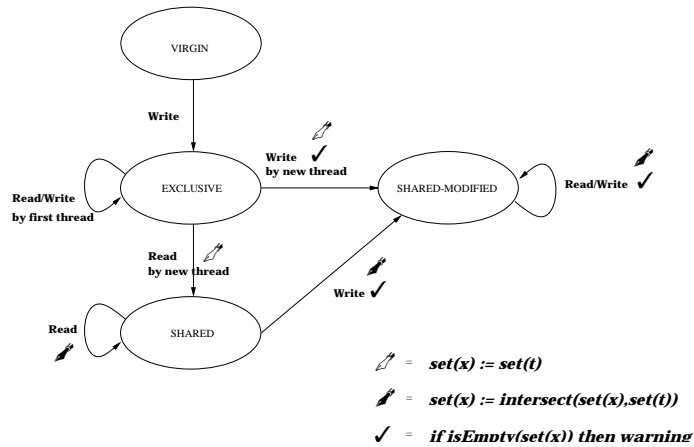 VIRGIN
Write
Write ✓
by new thread
EXCLUSIVE
SHARED-MODIFIED
Read/Write ✓
Read/Write
by first thread
Read
by new thread
Write ✓
Read
SHARED
= set(x) := set(t)
= set(x) := intersect(set(x),set(t))
✓ = if isEmpty(set(x)) then warning